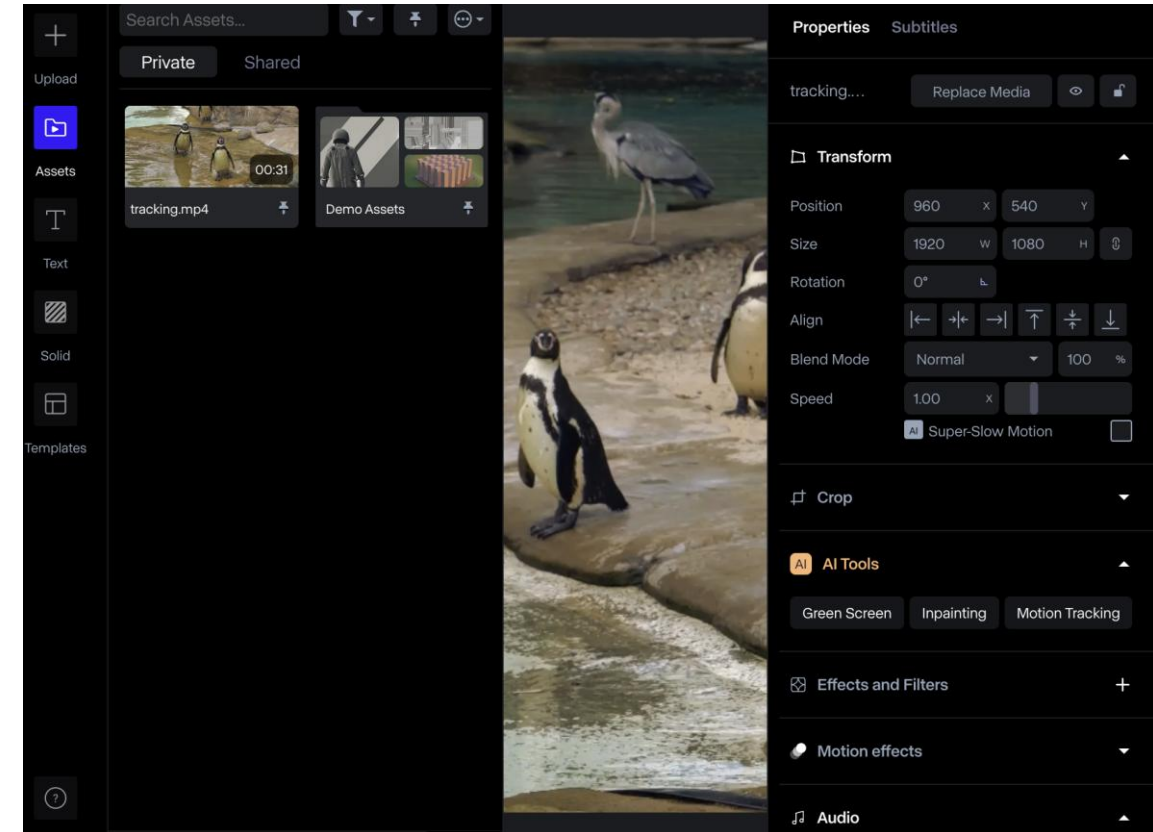 Upload
Assets
Text
Solid
Templates
Search Assets...
Private Shared
00:31
tracking.mp4
Demo Assets
Properties Subtitles
tracking.... Replace Media
Transform
Position 960 X 540 Y
Size 1920 W 1080 H
Rotation 0°
Align
Blend Mode Normal 100 %
Speed 1.00 X
AI Super-Slow Motion
Crop
AI AI Tools
Green Screen Inpainting Motion Tracking
Effects and Filters
Motion effects
Audio